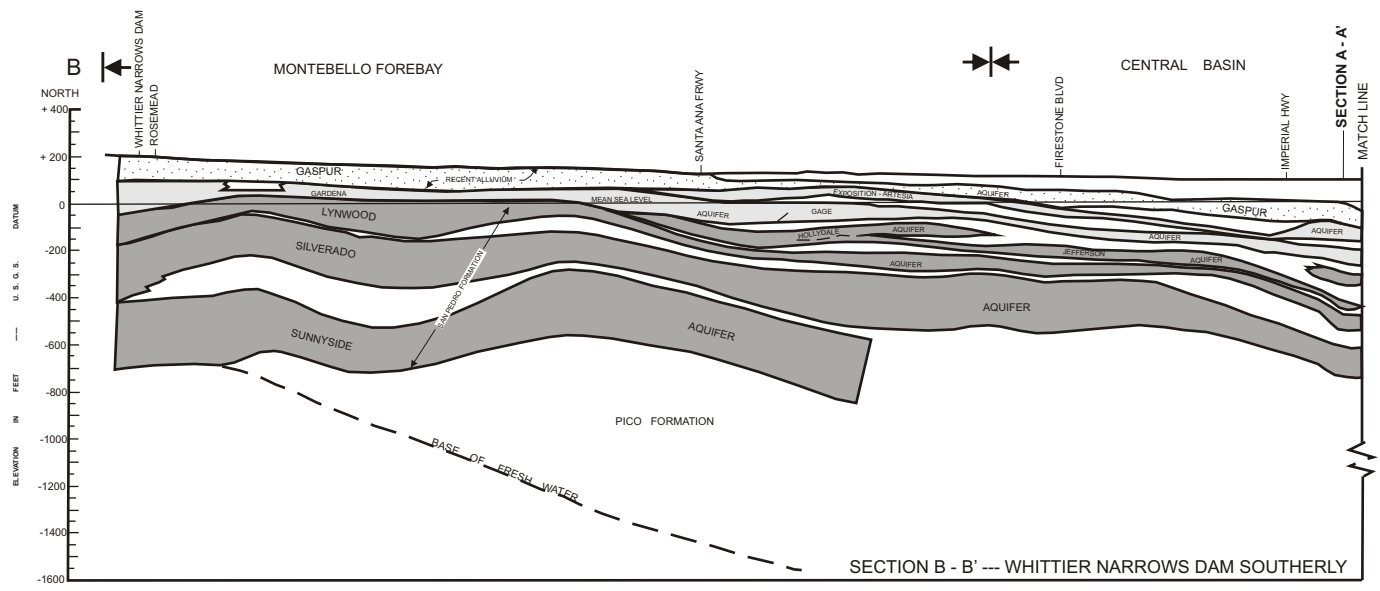 B
NORTH
MONTEBELLO FOREBAY
CENTRAL BASIN
WHITTIER NARROWS DAM
ROSEMEAD
SANTA ANA FRWY
FIRESTONE BLVD
IMPERIAL HWY
SECTION A - A'
MATCH LINE
+ 400
+ 200
0
-200
-400
-600
-800
-1000
-1200
-1400
-1600
ELEVATION IN FEET --- U. S. G. S. DATUM
GASPUR
RECENT ALLUVIUM
GARDENA
MEAN SEA LEVEL
EXPOSITION - ARTESIA
AQUIFER
GASPUR
LYNWOOD
AQUIFER
GAGE
HOLLYDALE
AQUIFER
AQUIFER
AQUIFER
SILVERADO
SAN PEDRO FORMATION
AQUIFER
JEFFERSON
AQUIFER
SUNNYSIDE
AQUIFER
AQUIFER
PICO FORMATION
BASE OF FRESH WATER
SECTION B - B' --- WHITTIER NARROWS DAM SOUTHERLY